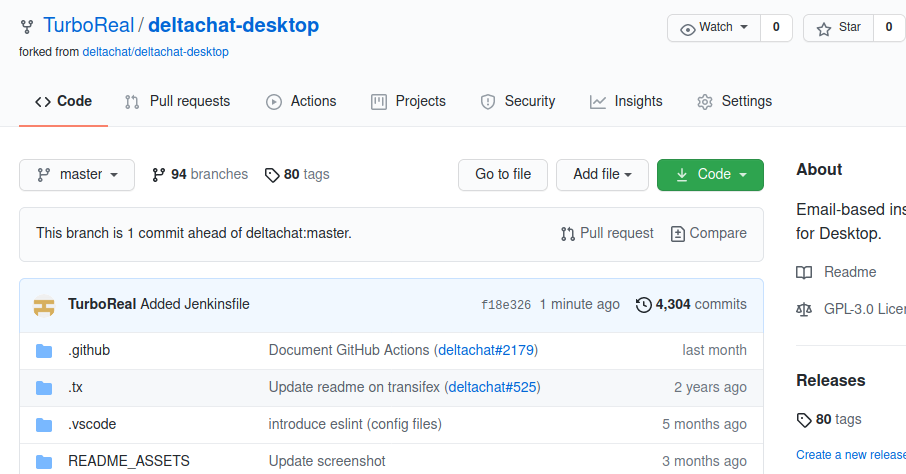 TurboReal / deltachat-desktop
Watch 0 Star 0
forked from deltachat/deltachat-desktop
Code Pull requests Actions Projects Security Insights Settings
master 94 branches 80 tags Go to file Add file Code
This branch is 1 commit ahead of deltachat:master. Pull request Compare
TurboReal Added Jenkinsfile f18e326 1 minute ago 4,304 commits
.github Document GitHub Actions (deltachat#2179) last month
.tx Update readme on transifex (deltachat#525) 2 years ago
.vscode introduce eslint (config files) 5 months ago
README_ASSETS Update screenshot 3 months ago
About
Email-based ins
for Desktop.
Readme
GPL-3.0 Licen
Releases
80 tags
Create a new release